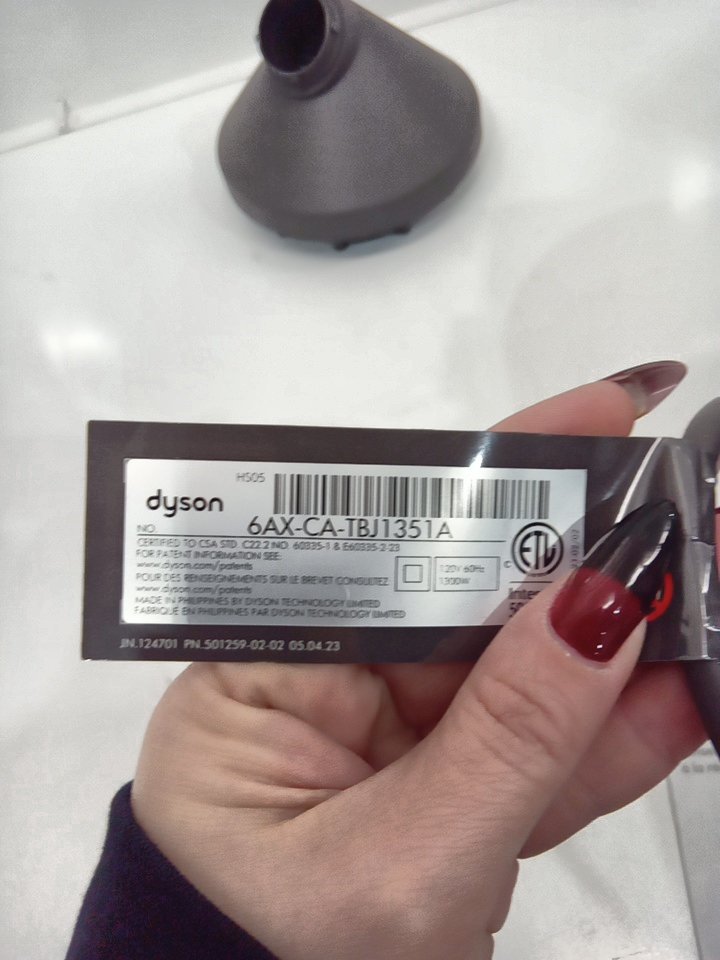 HS05
dyson
NO. 6AX-CA-TBJ1351A
CERTIFIED TO CSA STD. C22.2 NO. 60335-1 & E60335-2-23
FOR PATENT INFORMATION SEE:
www.dyson.com/patents
POUR DES RENSEIGNEMENTS SUR LE BREVET CONSULTEZ
www.dyson.com/patents
MADE IN PHILIPPINES BY DYSON TECHNOLOGY LIMITED
FABRIQUÉ EN PHILIPPINES PAR DYSON TECHNOLOGY LIMITED
120V 60Hz
1300W
c ETL
JN.124701 PN.501259-02-02 05.04.23